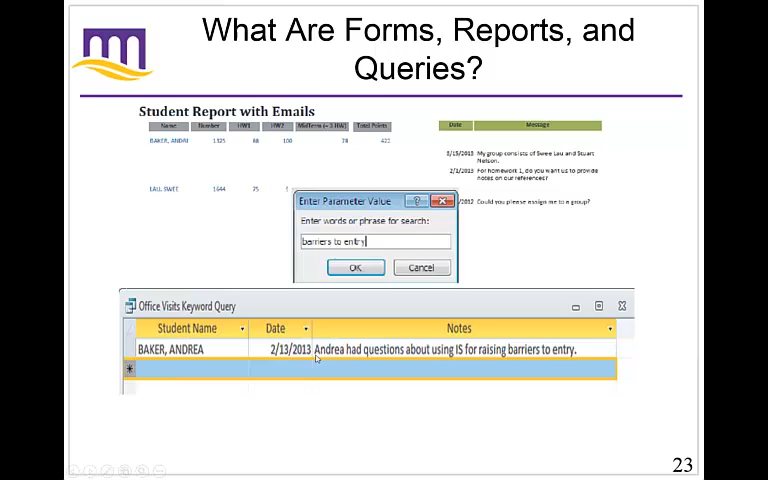 What Are Forms, Reports, and
Queries?
Student Report with Emails
Name Number HW1 HW2 MidTerm (= 3 HW) Total Points
BAKER, ANDRI 1325 88 100 78 422
LAU, SWEE 1644 75
Date Message
3/15/2013 My group consists of Swee Lau and Stuart
Nelson.
2/1/2013 For homework 1, do you want us to provide
notes on our references?
/2012 Could you please assign me to a group?
Enter Parameter Value
Enter words or phrase for search:
barriers to entry
OK Cancel
Office Visits Keyword Query
Student Name Date Notes
BAKER, ANDREA 2/13/2013 Andrea had questions about using IS for raising barriers to entry.
23